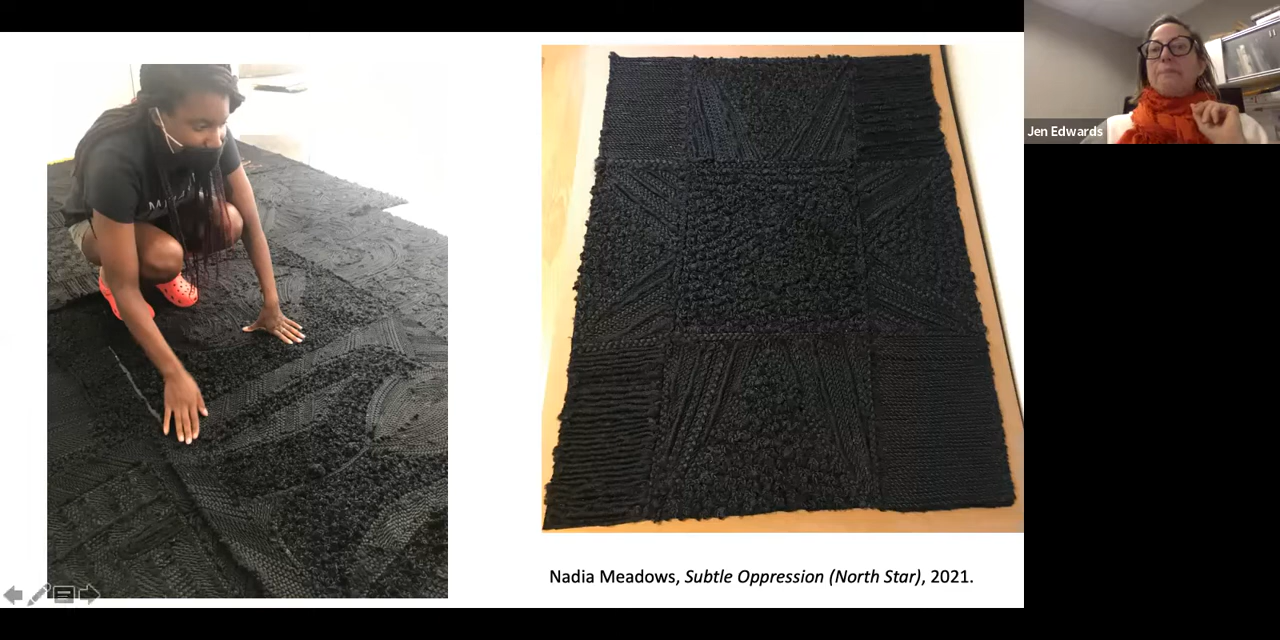 Jen Edwards
Nadia Meadows, Subtle Oppression (North Star), 2021.